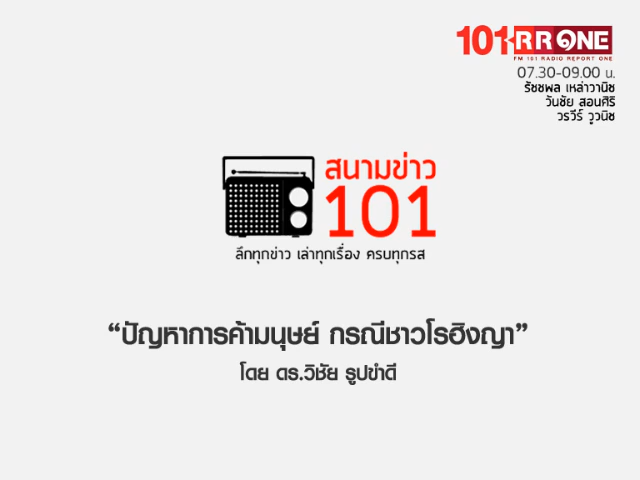 101 RR ONE
FM 101 RADIO REPORT ONE
07.30-09.00 น.
รัชชพล เหล่าวานิช
วันชัย สอนศิริ
วรวีร์ วูวนิช
สนามข่าว
101
ลึกทุกข่าว เล่าทุกเรื่อง ครบทุกรส
“ปัญหาการค้ามนุษย์ กรณีชาวโรฮิงญา”
โดย ดร.วิชัย รูปขำดี